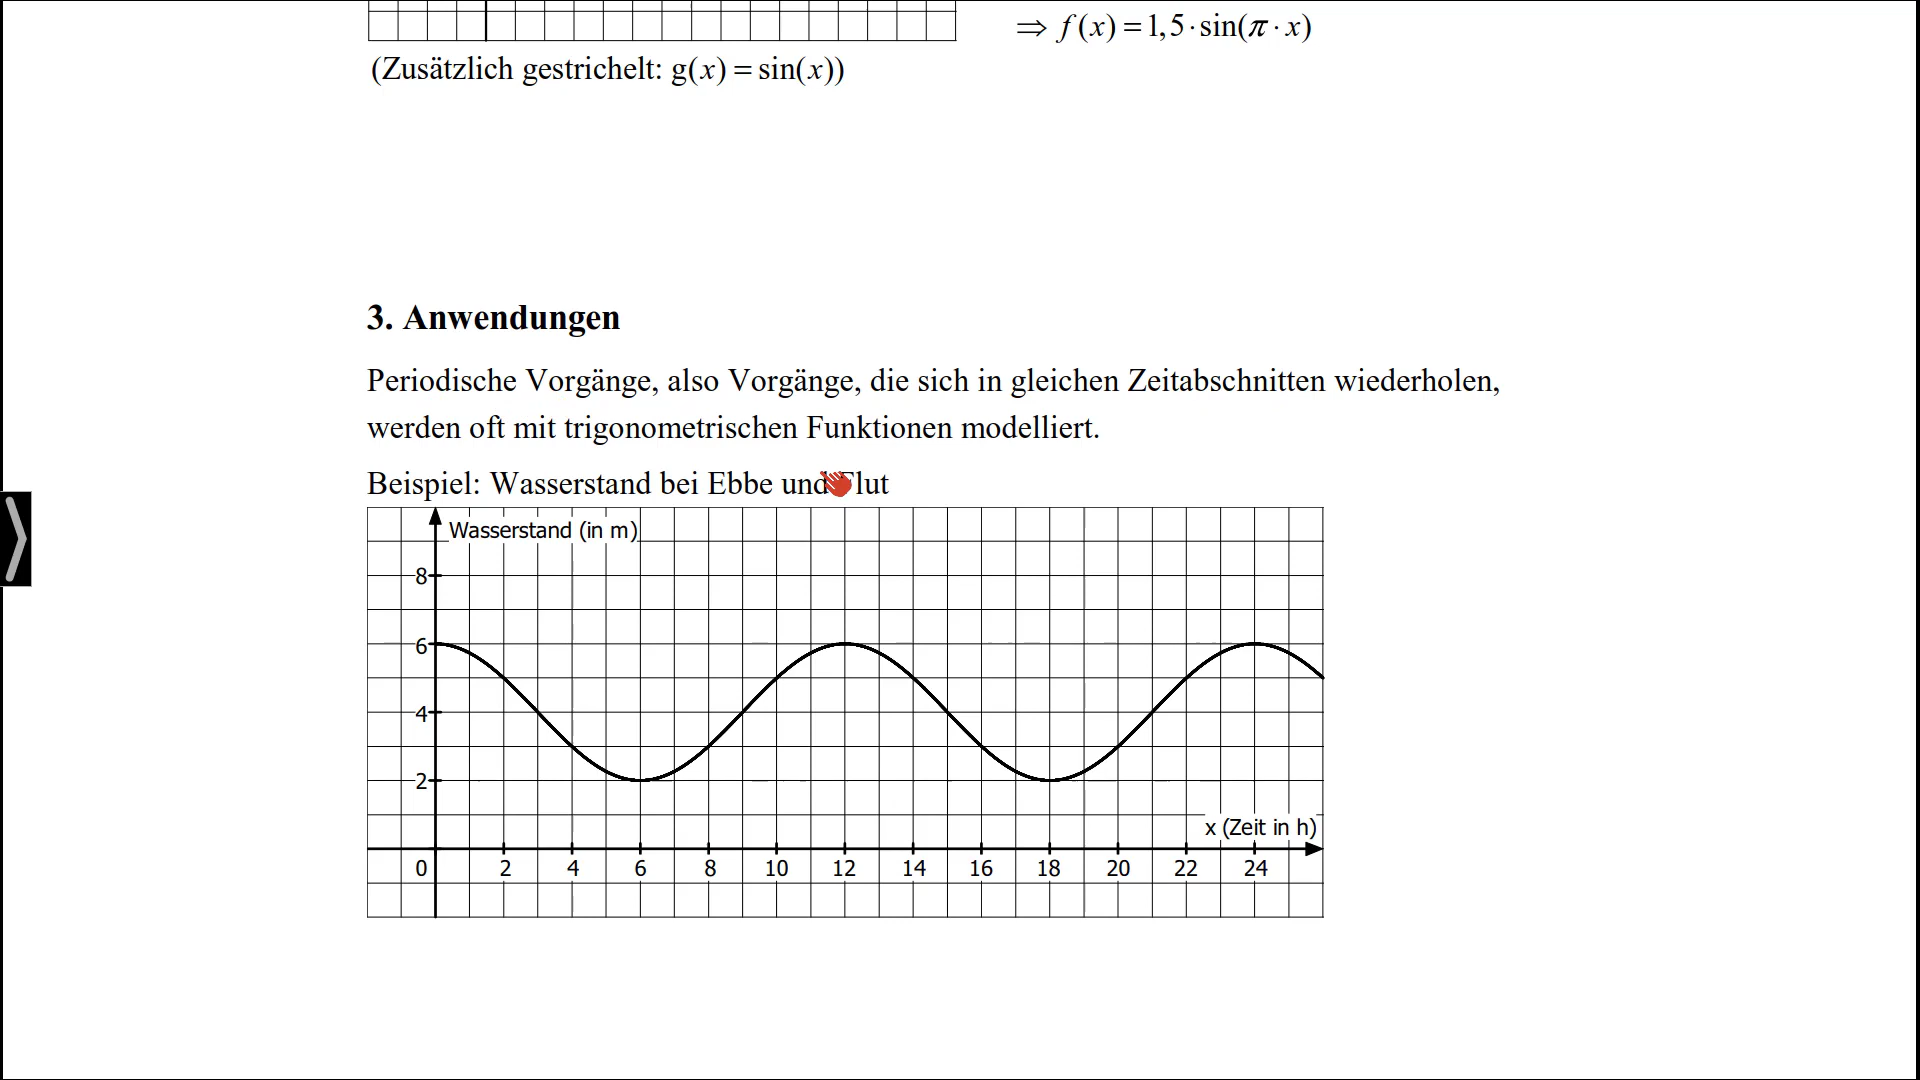 ⇒ f(x) = 1,5·sin(π·x)
(Zusätzlich gestrichelt: g(x) = sin(x))
3. Anwendungen
Periodische Vorgänge, also Vorgänge, die sich in gleichen Zeitabschnitten wiederholen,
werden oft mit trigonometrischen Funktionen modelliert.
Beispiel: Wasserstand bei Ebbe und Flut
Wasserstand (in m)
8
6
4
2
x (Zeit in h)
0 2 4 6 8 10 12 14 16 18 20 22 24